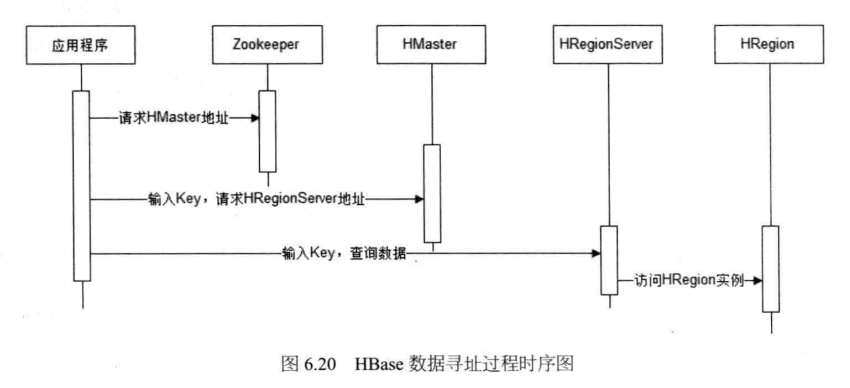 应用程序 Zookeeper HMaster HRegionServer HRegion
请求HMaster地址
输入Key，请求HRegionServer地址
输入Key，查询数据
访问HRegion实例
图 6.20 HBase 数据寻址过程时序图